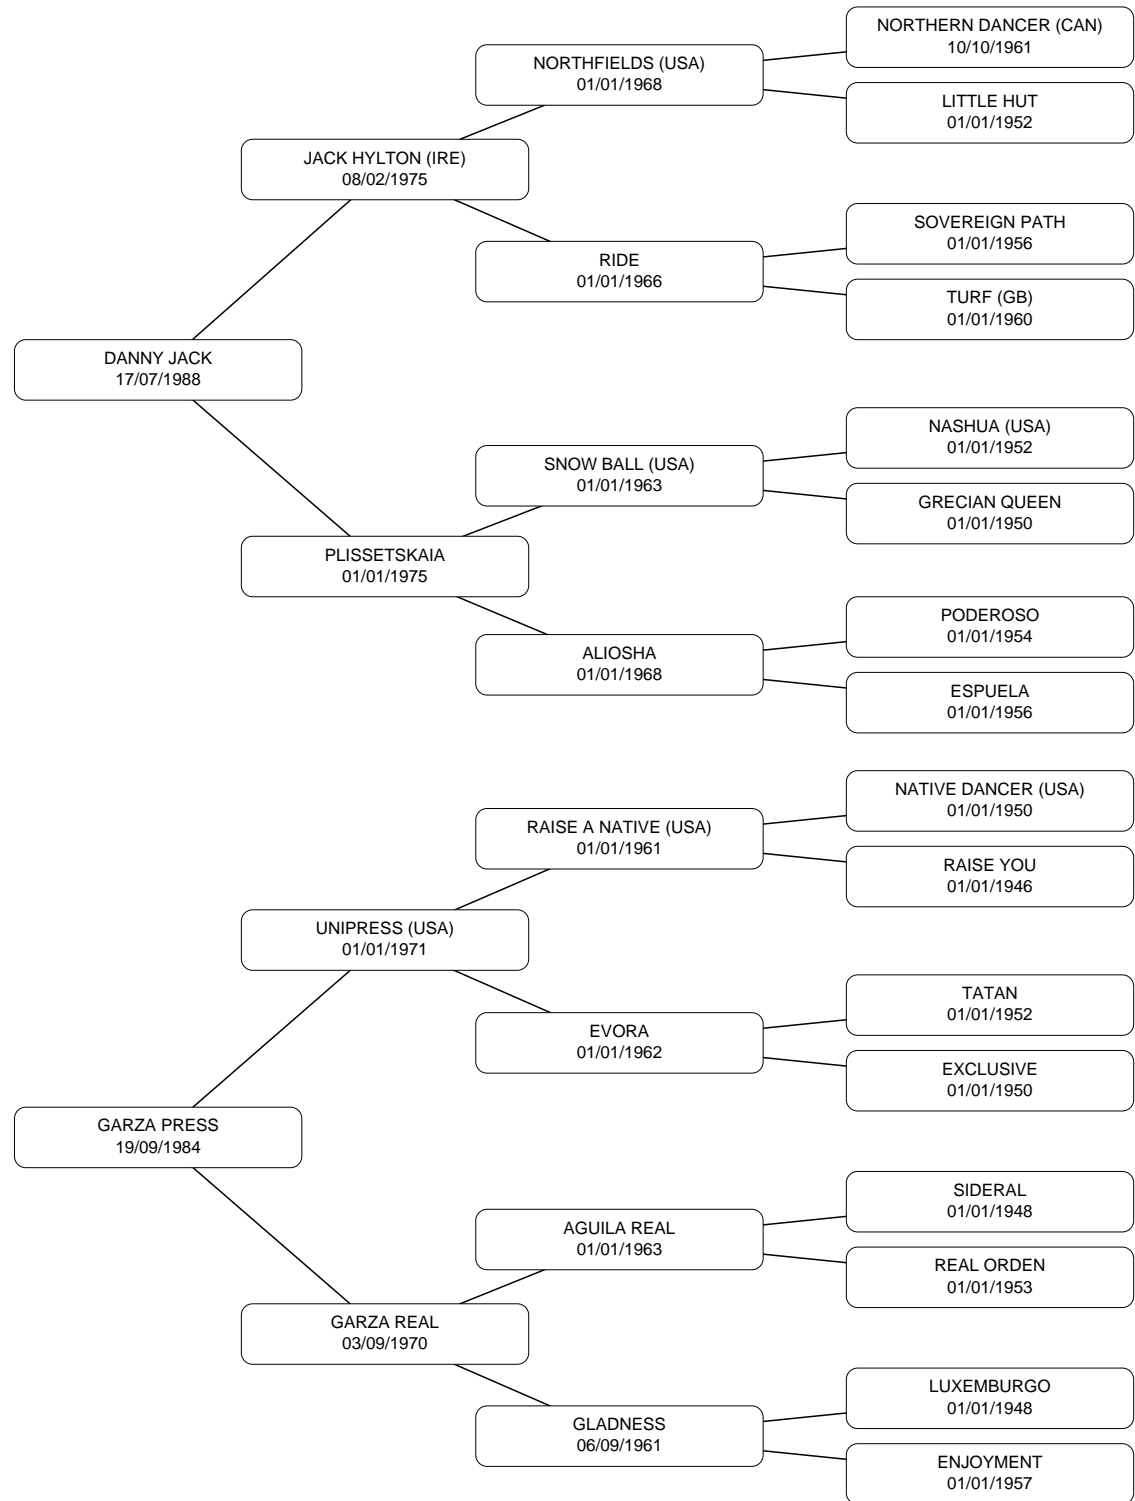 NORTHERN DANCER (CAN)
10/10/1961
NORTHFIELDS (USA)
01/01/1968
LITTLE HUT
01/01/1952
JACK HYLTON (IRE)
08/02/1975
SOVEREIGN PATH
01/01/1956
RIDE
01/01/1966
TURF (GB)
01/01/1960
DANNY JACK
17/07/1988
NASHUA (USA)
01/01/1952
SNOW BALL (USA)
01/01/1963
GRECIAN QUEEN
01/01/1950
PLISSETSKAIA
01/01/1975
PODEROSO
01/01/1954
ALIOSHA
01/01/1968
ESPUELA
01/01/1956
NATIVE DANCER (USA)
01/01/1950
RAISE A NATIVE (USA)
01/01/1961
RAISE YOU
01/01/1946
UNIPRESS (USA)
01/01/1971
TATAN
01/01/1952
EVORA
01/01/1962
EXCLUSIVE
01/01/1950
GARZA PRESS
19/09/1984
SIDERAL
01/01/1948
AGUILA REAL
01/01/1963
REAL ORDEN
01/01/1953
GARZA REAL
03/09/1970
LUXEMBURGO
01/01/1948
GLADNESS
06/09/1961
ENJOYMENT
01/01/1957